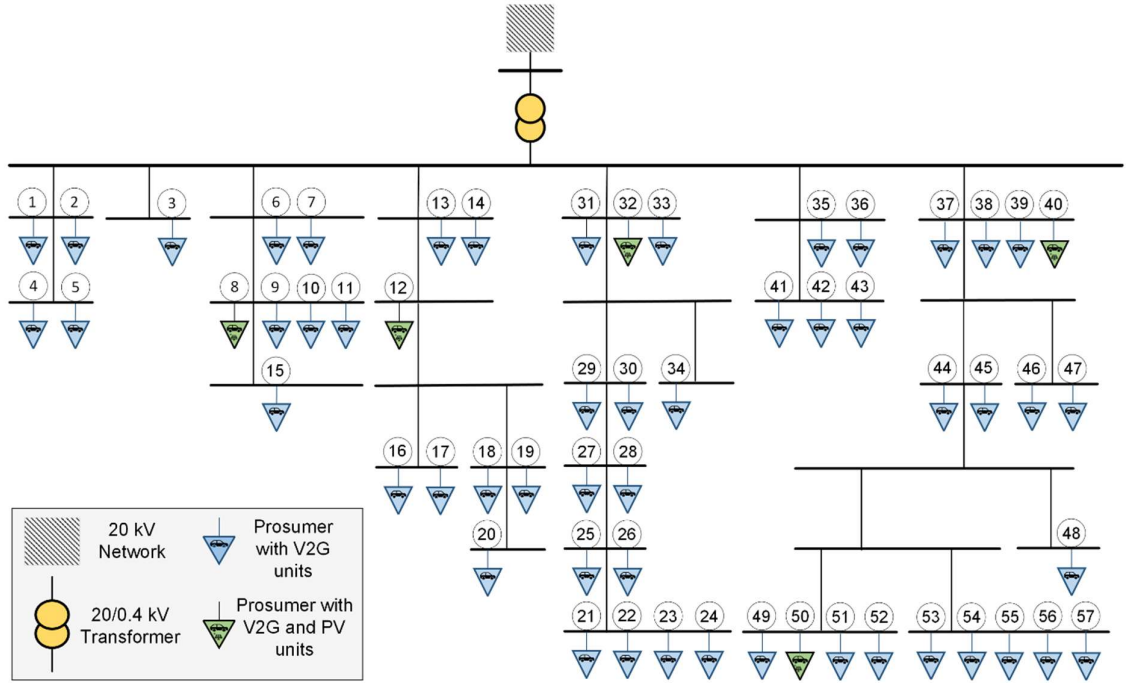 1 2 3 6 7 13 14 31 32 33 35 36 37 38 39 40
4 5 8 9 10 11 12 41 42 43
15 29 30 34 44 45 46 47
16 17 18 19 27 28
20 25 26 48
21 22 23 24 49 50 51 52 53 54 55 56 57
20 kV
Network
Prosumer
with V2G
units
20/0.4 kV
Transformer
Prosumer with
V2G and PV
units